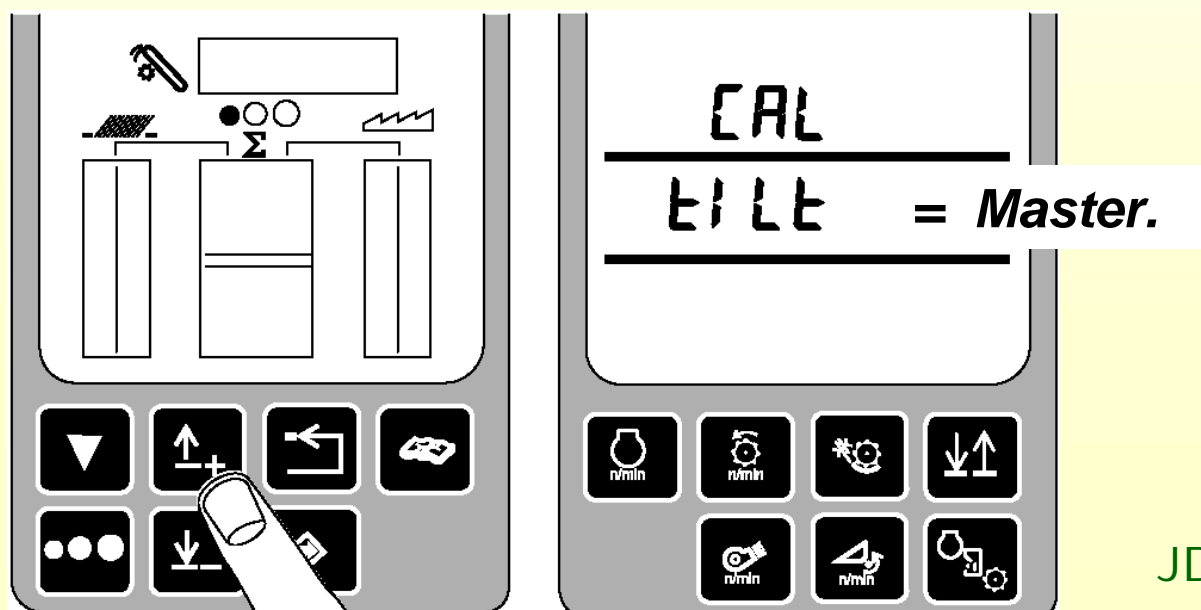 Σ
CAL
tILt = Master.
n/min n/min
n/min n/min
JD